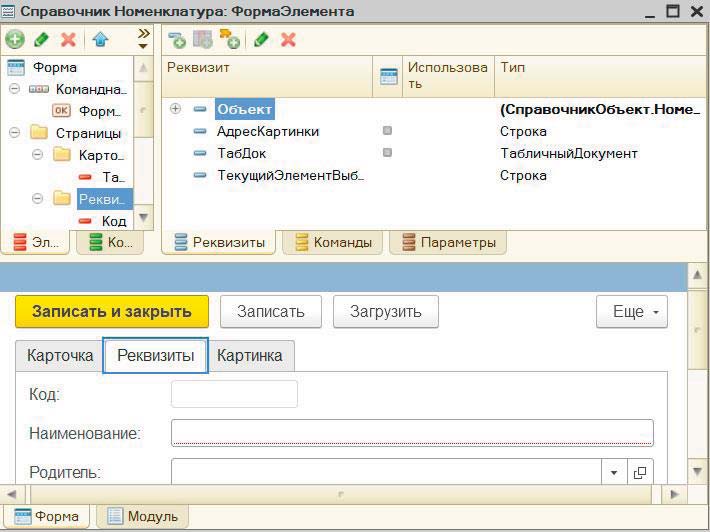 Справочник Номенклатура: ФормаЭлемента
Форма
Командна...
OK Форм...
Страницы
Карто...
Та...
Рекви...
Код
Эл...
Ко...
Реквизит
Использова
ть
Тип
Объект
(СправочникОбъект.Номе...
АдресКартинки
Строка
ТабДок
ТабличныйДокумент
ТекущийЭлементВыб...
Строка
Реквизиты
Команды
Параметры
Записать и закрыть
Записать
Загрузить
Еще
Карточка
Реквизиты
Картинка
Код:
Наименование:
Родитель:
Форма
Модуль